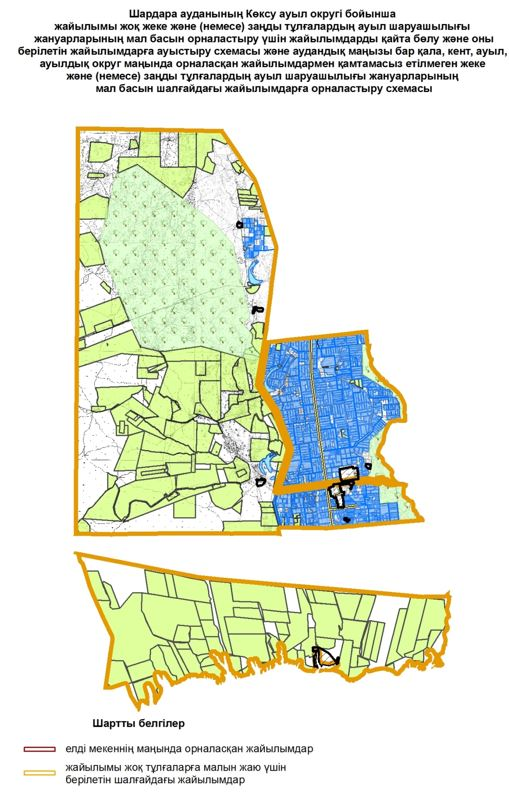 Шардара ауданының Көксу ауыл округі бойынша
жайылымы жоқ жеке және (немесе) заңды тұлғалардың ауыл шаруашылығы
жануарларының мал басын орналастыру үшін жайылымдарды қайта бөлу және оны
берілетін жайылымдарға ауыстыру схемасы және аудандық маңызы бар қала, кент, ауыл,
ауылдық округ маңында орналасқан жайылымдармен қамтамасыз етілмеген жеке
және (немесе) заңды тұлғалардың ауыл шаруашылығы жануарларының
мал басын шалғайдағы жайылымдарға орналастыру схемасы
Шартты белгілер
елді мекеннің маңында орналасқан жайылымдар
жайылымы жоқ тұлғаларға малын жаю үшін
берілетін шалғайдағы жайылымдар